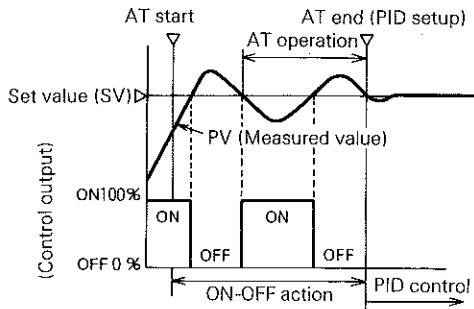 AT start
AT end (PID setup)
AT operation
Set value (SV)
PV (Measured value)
(Control output)
ON100%
ON
ON
OFF
OFF
OFF 0 %
ON-OFF action
PID control